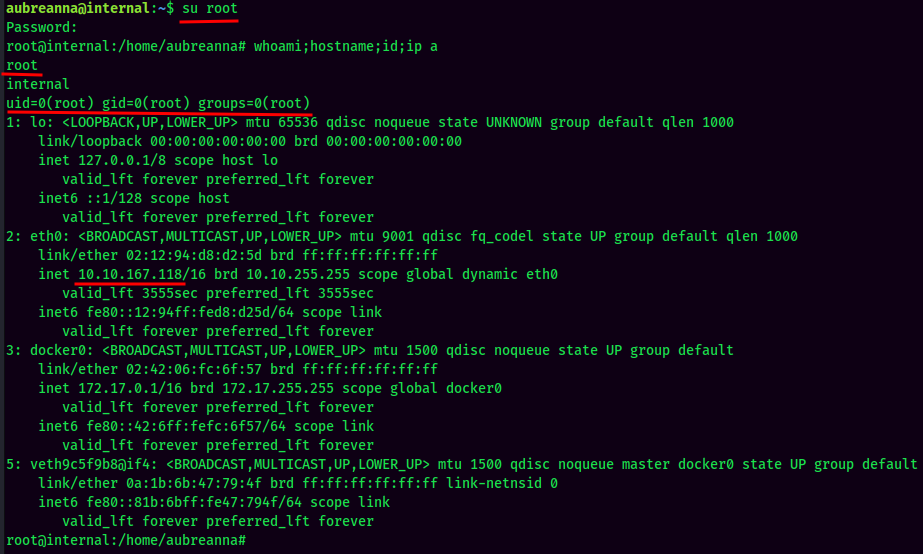 aubreanna@internal:~$ su root
Password:
root@internal:/home/aubreanna# whoami;hostname;id;ip a
root
internal
uid=0(root) gid=0(root) groups=0(root)
1: lo: <LOOPBACK,UP,LOWER_UP> mtu 65536 qdisc noqueue state UNKNOWN group default qlen 1000
    link/loopback 00:00:00:00:00:00 brd 00:00:00:00:00:00
    inet 127.0.0.1/8 scope host lo
       valid_lft forever preferred_lft forever
    inet6 ::1/128 scope host
       valid_lft forever preferred_lft forever
2: eth0: <BROADCAST,MULTICAST,UP,LOWER_UP> mtu 9001 qdisc fq_codel state UP group default qlen 1000
    link/ether 02:12:94:d8:d2:5d brd ff:ff:ff:ff:ff:ff
    inet 10.10.167.118/16 brd 10.10.255.255 scope global dynamic eth0
       valid_lft 3555sec preferred_lft 3555sec
    inet6 fe80::12:94ff:fed8:d25d/64 scope link
       valid_lft forever preferred_lft forever
3: docker0: <BROADCAST,MULTICAST,UP,LOWER_UP> mtu 1500 qdisc noqueue state UP group default
    link/ether 02:42:06:fc:6f:57 brd ff:ff:ff:ff:ff:ff
    inet 172.17.0.1/16 brd 172.17.255.255 scope global docker0
       valid_lft forever preferred_lft forever
    inet6 fe80::42:6ff:fefc:6f57/64 scope link
       valid_lft forever preferred_lft forever
5: veth9c5f9b8@if4: <BROADCAST,MULTICAST,UP,LOWER_UP> mtu 1500 qdisc noqueue master docker0 state UP group default
    link/ether 0a:1b:6b:47:79:4f brd ff:ff:ff:ff:ff:ff link-netnsid 0
    inet6 fe80::81b:6bff:fe47:794f/64 scope link
       valid_lft forever preferred_lft forever
root@internal:/home/aubreanna#